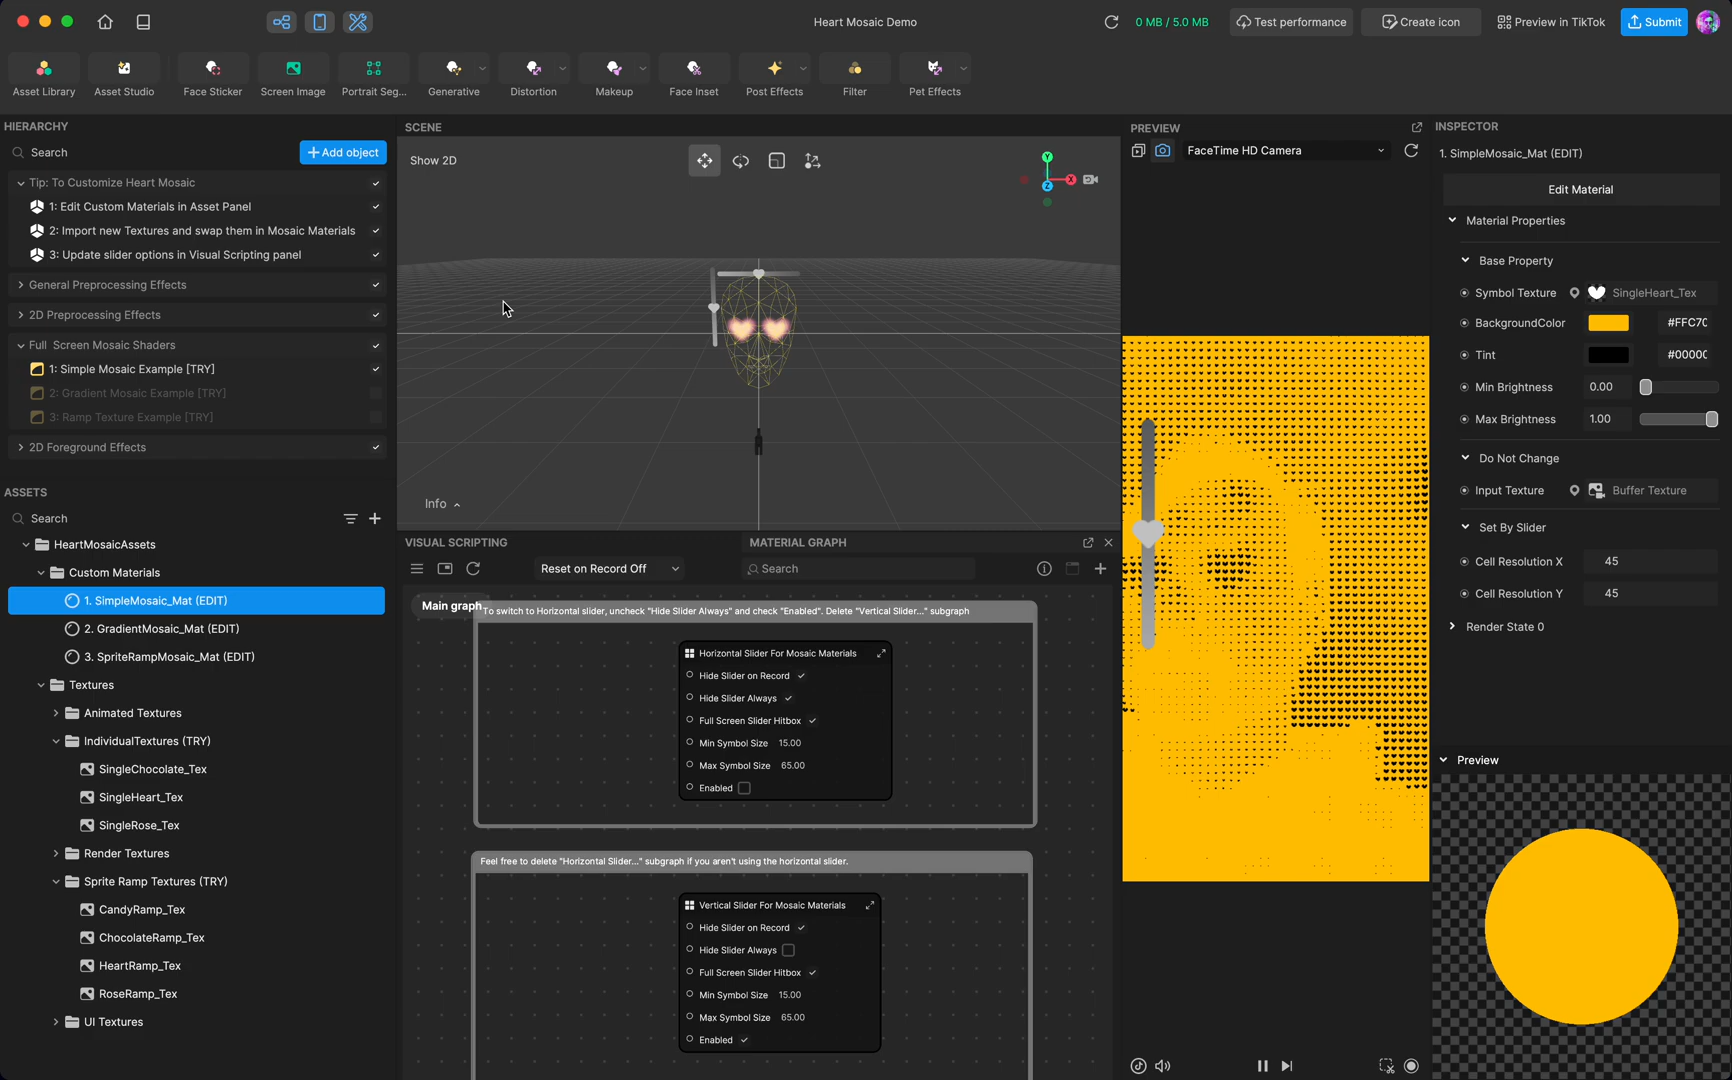 Heart Mosaic Demo
0 MB / 5.0 MB
Test performance
Create icon
Preview in TikTok
Submit
Asset Library
Asset Studio
Face Sticker
Screen Image
Portrait Seg...
Generative
Distortion
Makeup
Face Inset
Post Effects
Filter
Pet Effects
HIERARCHY
Search
+ Add object
Tip: To Customize Heart Mosaic
1: Edit Custom Materials in Asset Panel
2: Import new Textures and swap them in Mosaic Materials
3: Update slider options in Visual Scripting panel
General Preprocessing Effects
2D Preprocessing Effects
Full Screen Mosaic Shaders
1: Simple Mosaic Example [TRY]
2: Gradient Mosaic Example [TRY]
3: Ramp Texture Example [TRY]
2D Foreground Effects
ASSETS
Search
HeartMosaicAssets
Custom Materials
1. SimpleMosaic_Mat (EDIT)
2. GradientMosaic_Mat (EDIT)
3. SpriteRampMosaic_Mat (EDIT)
Textures
Animated Textures
IndividualTextures (TRY)
SingleChocolate_Tex
SingleHeart_Tex
SingleRose_Tex
Render Textures
Sprite Ramp Textures (TRY)
CandyRamp_Tex
ChocolateRamp_Tex
HeartRamp_Tex
RoseRamp_Tex
UI Textures
SCENE
Show 2D
Y
X
Z
Info
VISUAL SCRIPTING
MATERIAL GRAPH
Reset on Record Off
Search
Main graph
To switch to Horizontal slider, uncheck "Hide Slider Always" and check "Enabled". Delete "Vertical Slider..." subgraph
Horizontal Slider For Mosaic Materials
Hide Slider on Record
Hide Slider Always
Full Screen Slider Hitbox
Min Symbol Size 15.00
Max Symbol Size 65.00
Enabled
Feel free to delete "Horizontal Slider..." subgraph if you aren't using the horizontal slider.
Vertical Slider For Mosaic Materials
Hide Slider on Record
Hide Slider Always
Full Screen Slider Hitbox
Min Symbol Size 15.00
Max Symbol Size 65.00
Enabled
PREVIEW
FaceTime HD Camera
INSPECTOR
1. SimpleMosaic_Mat (EDIT)
Edit Material
Material Properties
Base Property
Symbol Texture SingleHeart_Tex
BackgroundColor #FFC70
Tint #00000
Min Brightness 0.00
Max Brightness 1.00
Do Not Change
Input Texture Buffer Texture
Set By Slider
Cell Resolution X 45
Cell Resolution Y 45
Render State 0
Preview